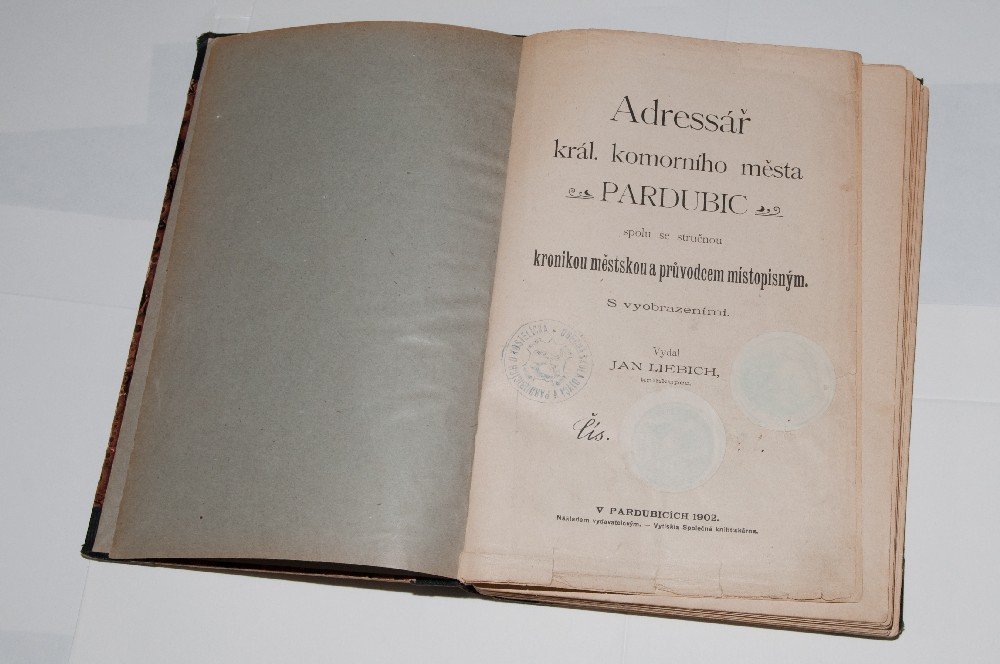 Adressář
král. komorního města
PARDUBIC
spolu se stručnou
kronikou městskou a průvodcem místopisným.
S vyobrazeními.
Vydal
JAN LIEBICH,
Čís.
V PARDUBICÍCH 1902.
Nákladem vydavatelovým. — Vytiskla Společná knihtiskárna.